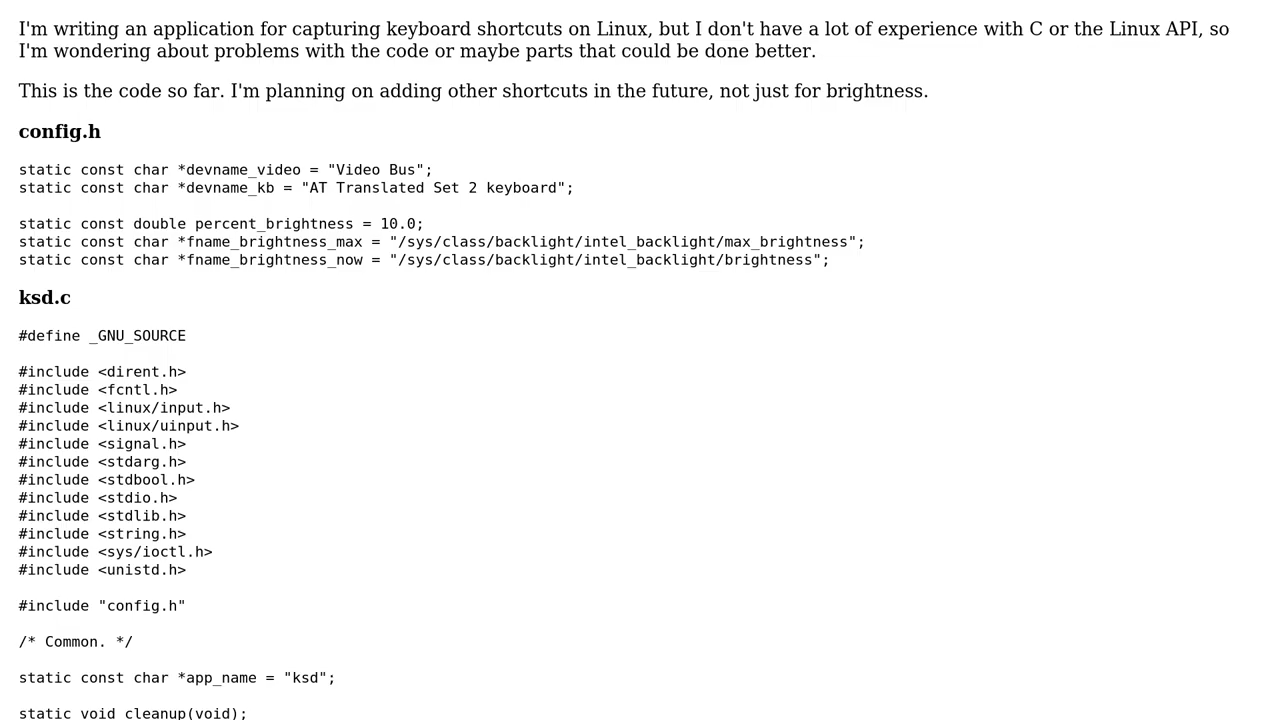 I'm writing an application for capturing keyboard shortcuts on Linux, but I don't have a lot of experience with C or the Linux API, so
I'm wondering about problems with the code or maybe parts that could be done better.
This is the code so far. I'm planning on adding other shortcuts in the future, not just for brightness.
config.h
static const char *devname_video = "Video Bus";
static const char *devname_kb = "AT Translated Set 2 keyboard";
static const double percent_brightness = 10.0;
static const char *fname_brightness_max = "/sys/class/backlight/intel_backlight/max_brightness";
static const char *fname_brightness_now = "/sys/class/backlight/intel_backlight/brightness";
ksd.c
#define _GNU_SOURCE
#include <dirent.h>
#include <fcntl.h>
#include <linux/input.h>
#include <linux/uinput.h>
#include <signal.h>
#include <stdarg.h>
#include <stdbool.h>
#include <stdio.h>
#include <stdlib.h>
#include <string.h>
#include <sys/ioctl.h>
#include <unistd.h>
#include "config.h"
/* Common. */
static const char *app_name = "ksd";
static void cleanup(void);